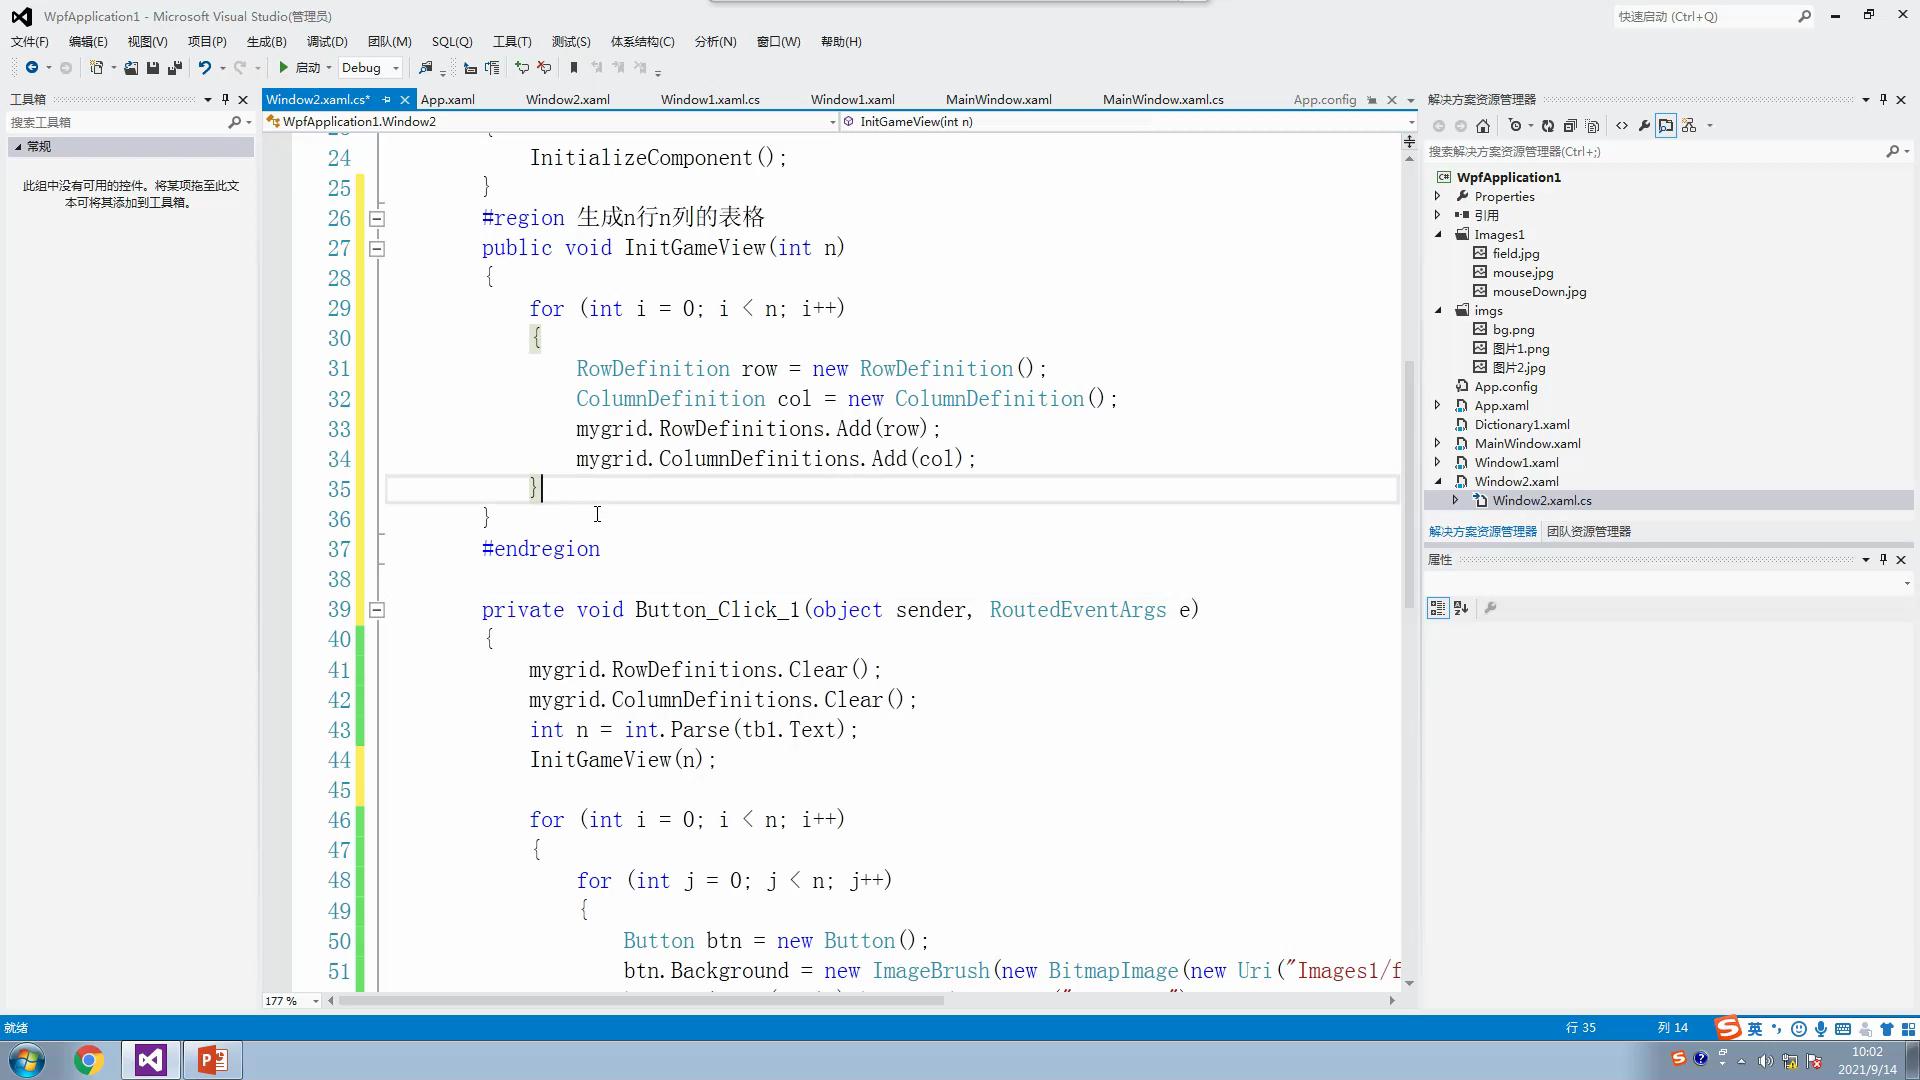 WpfApplication1 - Microsoft Visual Studio(管理员)
快速启动 (Ctrl+Q)
文件(F) 编辑(E) 视图(V) 项目(P) 生成(B) 调试(D) 团队(M) SQL(Q) 工具(T) 测试(S) 体系结构(C) 分析(N) 窗口(W) 帮助(H)
启动 Debug
工具箱
搜索工具箱
常规
此组中没有可用的控件。将某项拖至此文
本可将其添加到工具箱。
Window2.xaml.cs* App.xaml Window2.xaml Window1.xaml.cs Window1.xaml MainWindow.xaml MainWindow.xaml.cs App.config
WpfApplication1.Window2 InitGameView(int n)
24 InitializeComponent();
25 }
26 #region 生成n行n列的表格
27 public void InitGameView(int n)
28 {
29 for (int i = 0; i < n; i++)
30 {
31 RowDefinition row = new RowDefinition();
32 ColumnDefinition col = new ColumnDefinition();
33 mygrid.RowDefinitions.Add(row);
34 mygrid.ColumnDefinitions.Add(col);
35 }
36 }
37 #endregion
38
39 private void Button_Click_1(object sender, RoutedEventArgs e)
40 {
41 mygrid.RowDefinitions.Clear();
42 mygrid.ColumnDefinitions.Clear();
43 int n = int.Parse(tb1.Text);
44 InitGameView(n);
45
46 for (int i = 0; i < n; i++)
47 {
48 for (int j = 0; j < n; j++)
49 {
50 Button btn = new Button();
51 btn.Background = new ImageBrush(new BitmapImage(new Uri("Images1/f
177 %
解决方案资源管理器
搜索解决方案资源管理器(Ctrl+;)
WpfApplication1
Properties
引用
Images1
field.jpg
mouse.jpg
mouseDown.jpg
imgs
bg.png
图片1.png
图片2.jpg
App.config
App.xaml
Dictionary1.xaml
MainWindow.xaml
Window1.xaml
Window2.xaml
Window2.xaml.cs
解决方案资源管理器 团队资源管理器
属性
就绪 行 35 列 14 英
10:02
2021/9/14